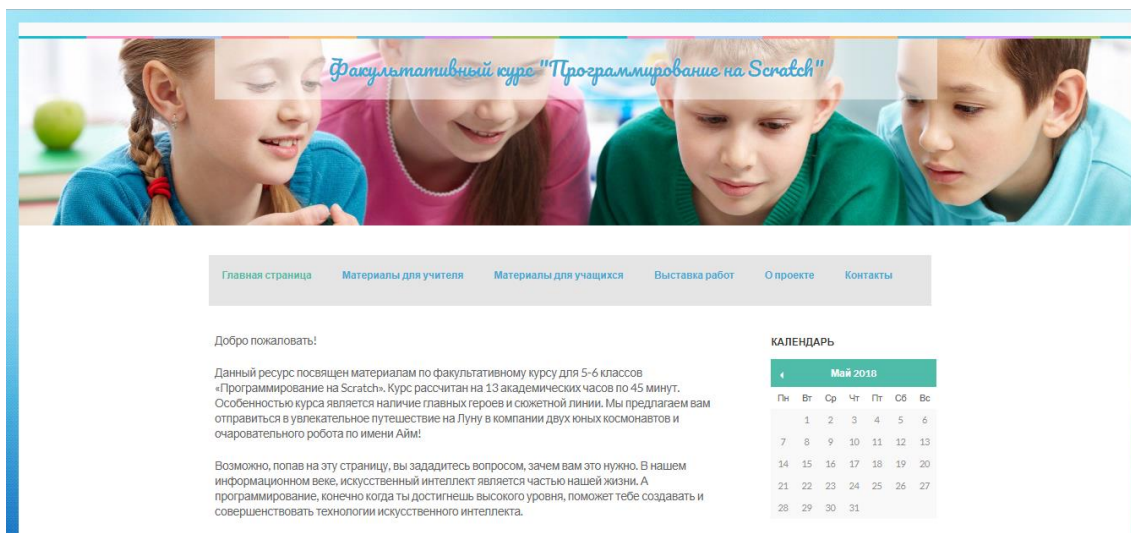 Факультативный курс "Программирование на Scratch"
Главная страница Материалы для учителя Материалы для учащихся Выставка работ О проекте Контакты
Добро пожаловать!
Данный ресурс посвящен материалам по факультативному курсу для 5-6 классов
«Программирование на Scratch». Курс рассчитан на 13 академических часов по 45 минут.
Особенностью курса является наличие главных героев и сюжетной линии. Мы предлагаем вам
отправиться в увлекательное путешествие на Луну в компании двух юных космонавтов и
очаровательного робота по имени Айм!
Возможно, попав на эту страницу, вы зададитесь вопросом, зачем вам это нужно. В нашем
информационном веке, искусственный интеллект является частью нашей жизни. А
программирование, конечно когда ты достигнешь высокого уровня, поможет тебе создавать и
совершенствовать технологии искусственного интеллекта.
КАЛЕНДАРЬ
Май 2018
Пн Вт Ср Чт Пт Сб Вс
1 2 3 4 5 6
7 8 9 10 11 12 13
14 15 16 17 18 19 20
21 22 23 24 25 26 27
28 29 30 31